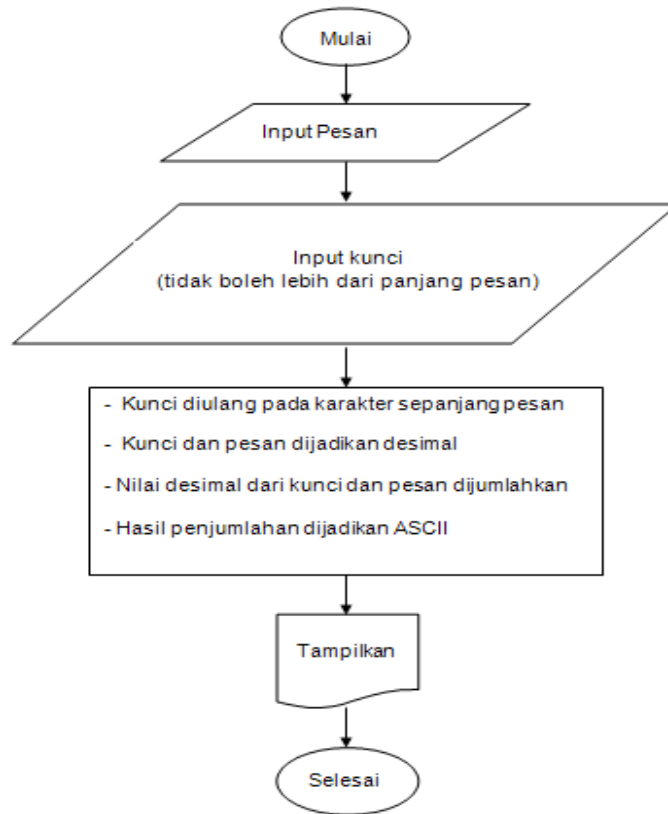 Mulai
Input Pesan
Input kunci
(tidak boleh lebih dari panjang pesan)
- Kunci diulang pada karakter sepanjang pesan
- Kunci dan pesan dijadikan desimal
- Nilai desimal dari kunci dan pesan dijumlahkan
- Hasil penjumlahan dijadikan ASCII
Tampilkan
Selesai